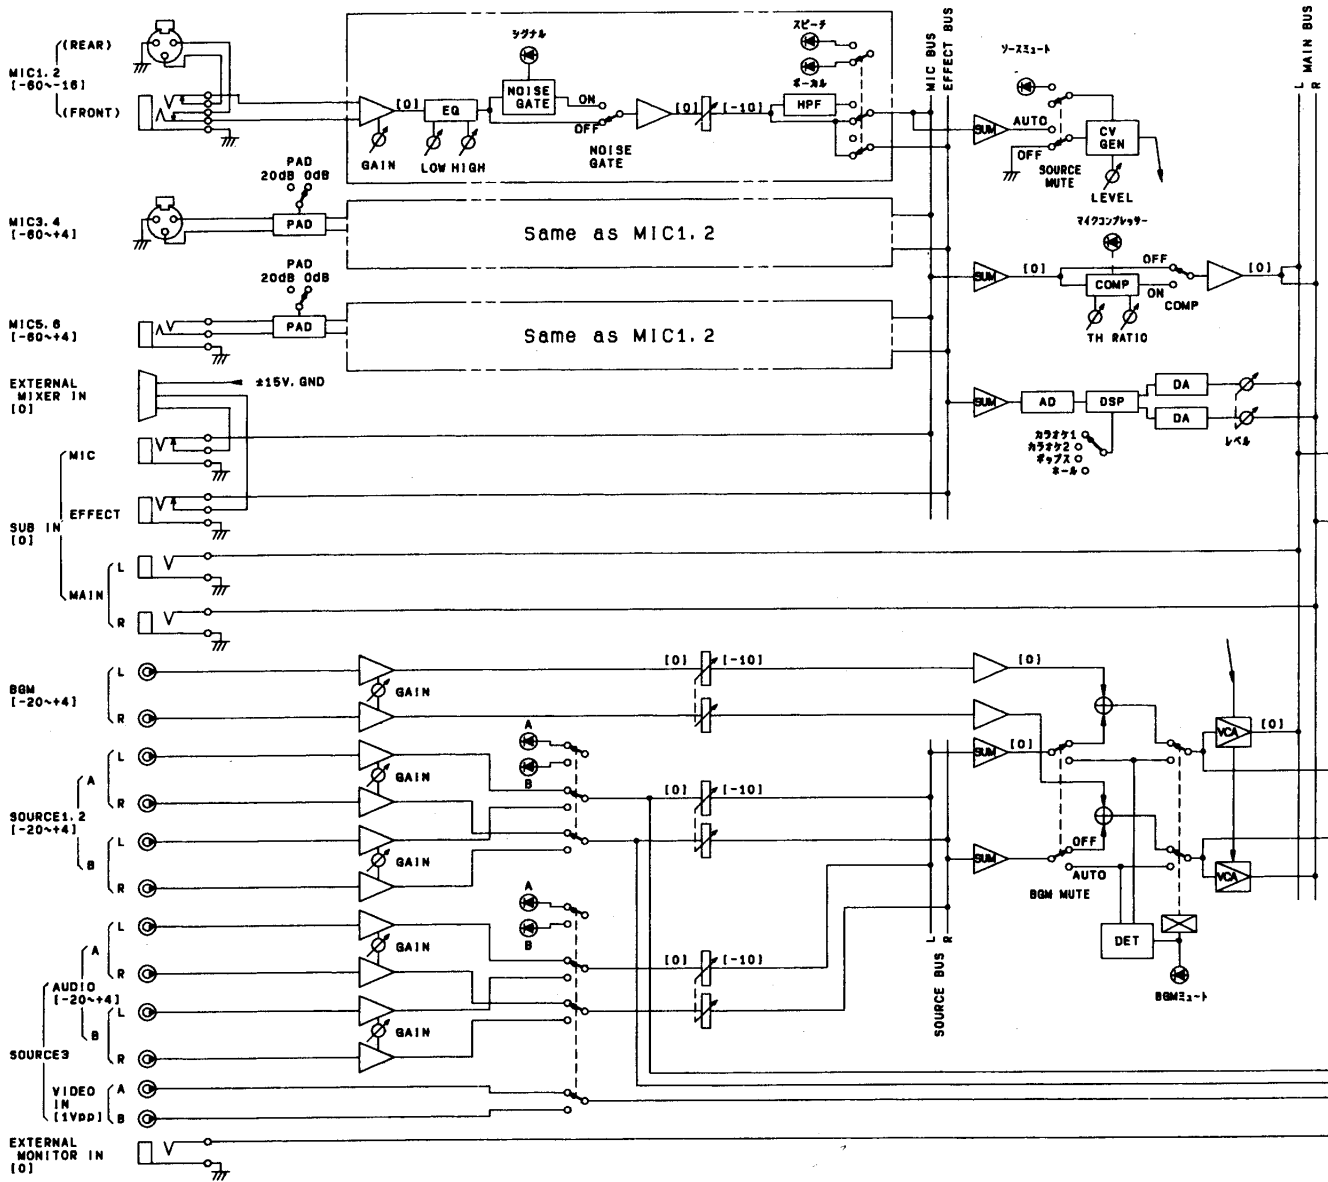 (REAR)
MIC1.2
[-60~-16]
(FRONT)
GAIN
[0]
EQ
LOW HIGH
シグナル
NOISE
GATE
ON
OFF
NOISE
GATE
[0]
[-10]
スピーチ
ボーカル
HPF
MIC BUS
EFFECT BUS
SUM
ソースミュート
AUTO
OFF
SOURCE
MUTE
CV
GEN
LEVEL
L MAIN BUS
R
MIC3.4
[-60~+4]
PAD
20dB 0dB
PAD
Same as MIC1.2
マイクコンプレッサー
SUM
[0]
COMP
TH RATIO
OFF
ON
COMP
[0]
MIC5.6
[-60~+4]
PAD
20dB 0dB
PAD
Same as MIC1.2
EXTERNAL
MIXER IN
[0]
±15V.GND
SUM
AD
DSP
DA
DA
レベル
カラオケ1
カラオケ2
ポップス
ホール
SUB IN
[0]
MIC
EFFECT
MAIN
L
R
BGM
[-20~+4]
L
R
GAIN
[0]
[-10]
[0]
SOURCE1.2
[-20~+4]
A
L
R
B
L
R
GAIN
GAIN
A
B
[0]
[-10]
SUM
[0]
SUM
OFF
AUTO
BGM MUTE
DET
BGMミュート
VCA
[0]
VCA
L
R
SOURCE BUS
SOURCE3
AUDIO
[-20~+4]
A
L
R
B
L
R
GAIN
GAIN
A
B
[0]
[-10]
VIDEO
IN
[1Vpp]
A
B
EXTERNAL
MONITOR IN
[0]